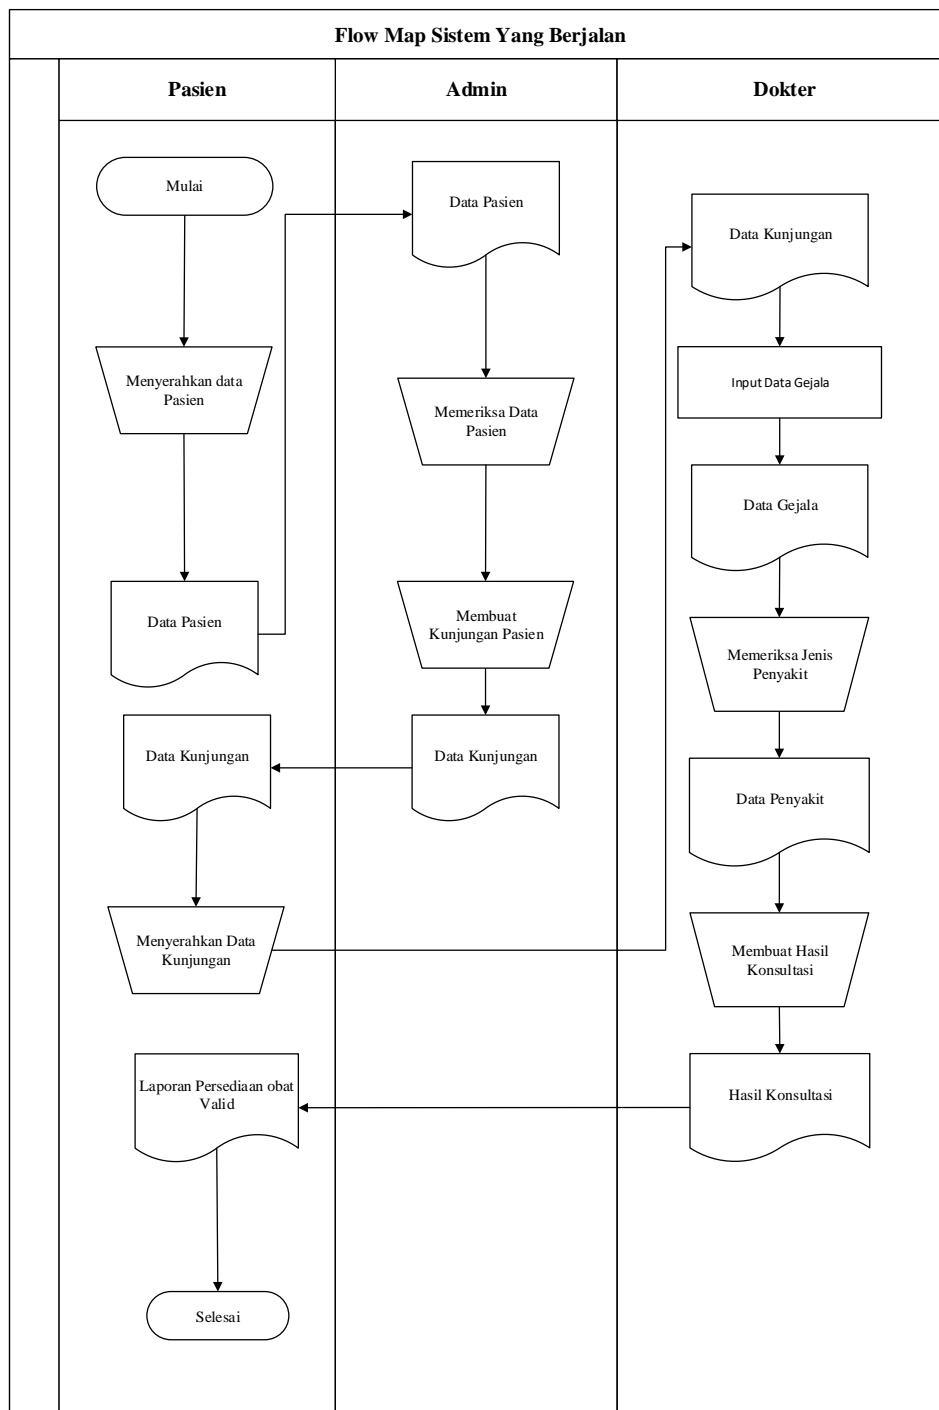 Flow Map Sistem Yang Berjalan
Pasien
Admin
Dokter
Mulai
Menyerahkan data
Pasien
Data Pasien
Data Kunjungan
Menyerahkan Data
Kunjungan
Laporan Persediaan obat
Valid
Selesai
Data Pasien
Memeriksa Data
Pasien
Membuat
Kunjungan Pasien
Data Kunjungan
Data Kunjungan
Input Data Gejala
Data Gejala
Memeriksa Jenis
Penyakit
Data Penyakit
Membuat Hasil
Konsultasi
Hasil Konsultasi